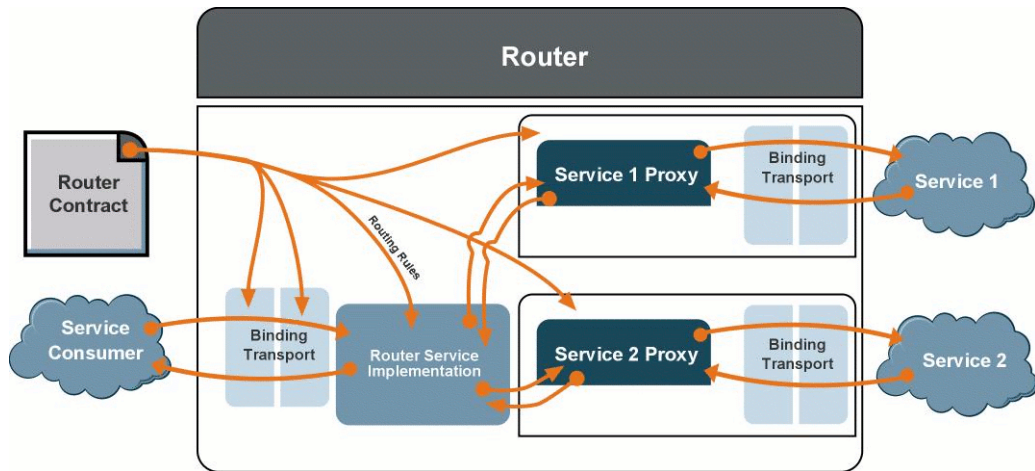 Router
Router
Contract
Service 1 Proxy
Binding
Transport
Service 1
Routing Rules
Service
Consumer
Binding
Transport
Router Service
Implementation
Service 2 Proxy
Binding
Transport
Service 2